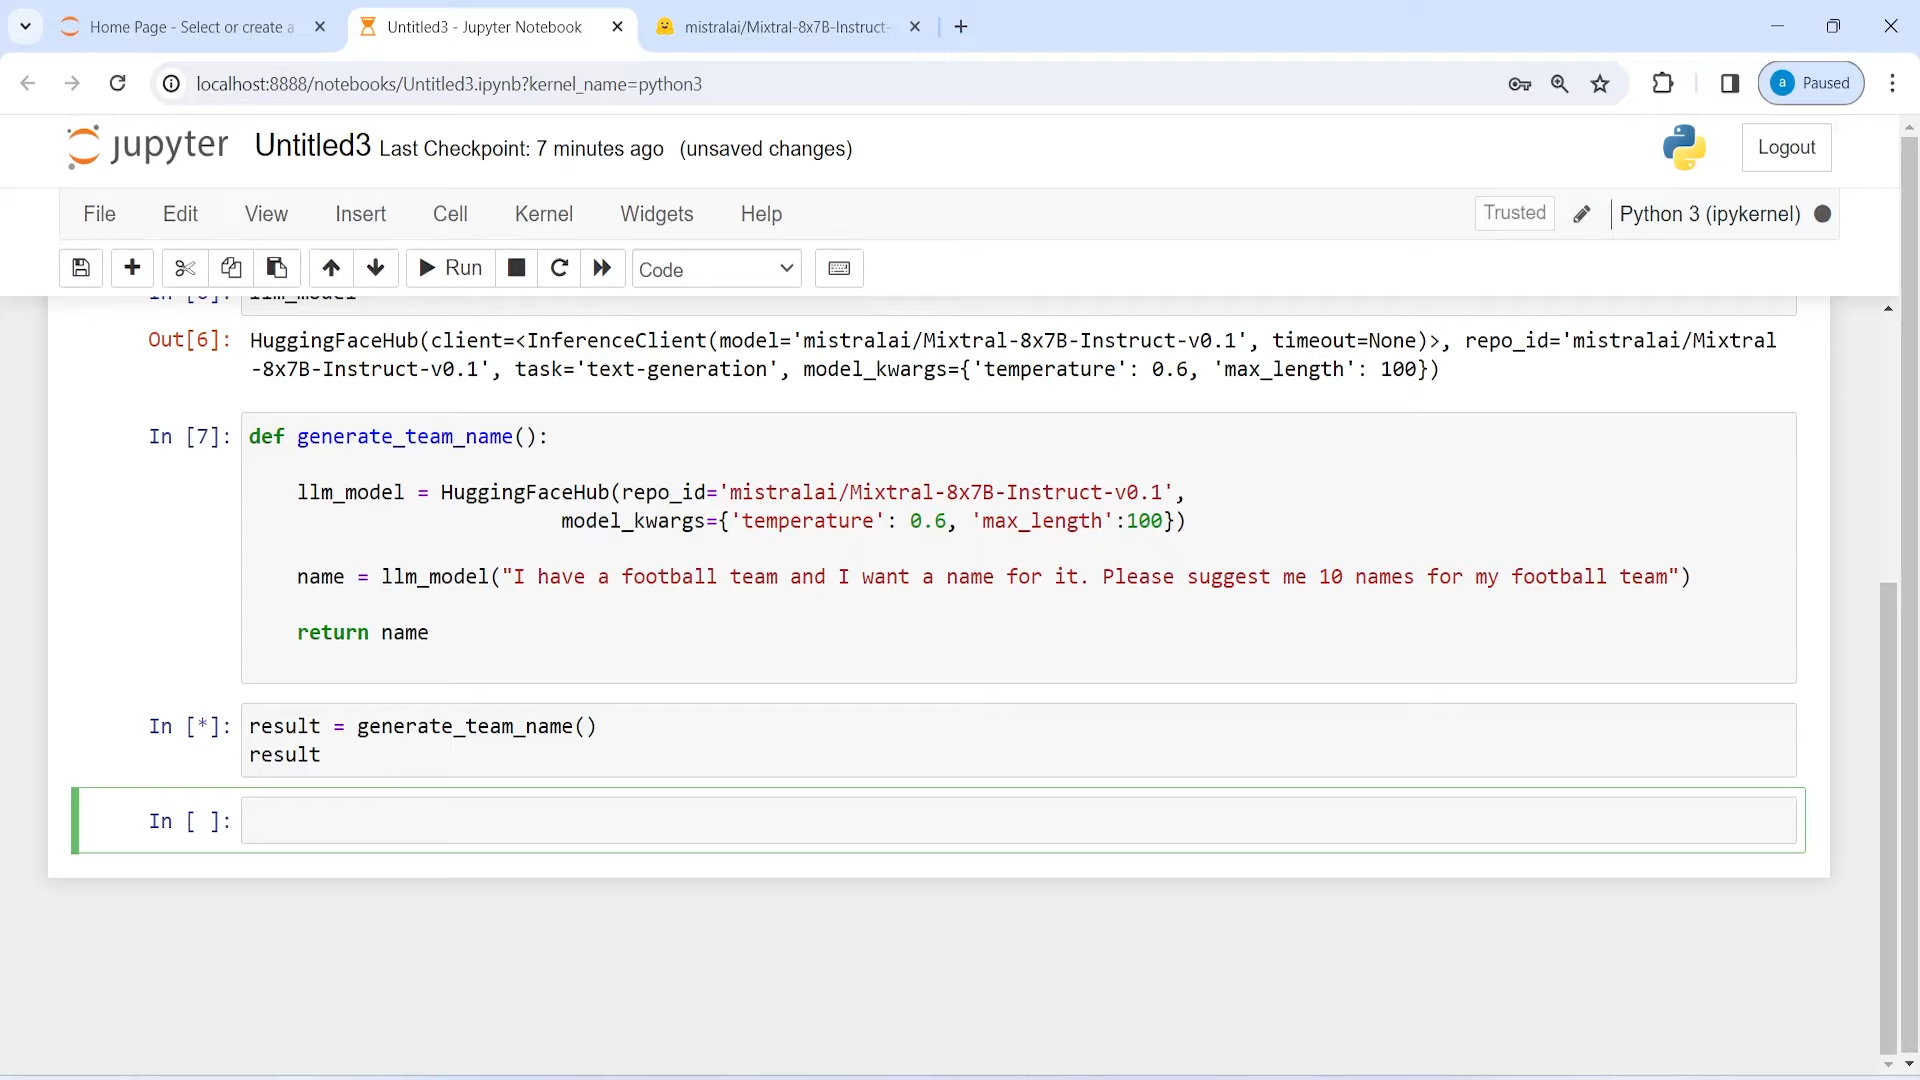 Home Page - Select or create a
Untitled3 - Jupyter Notebook
mistralai/Mixtral-8x7B-Instruct-
localhost:8888/notebooks/Untitled3.ipynb?kernel_name=python3
a Paused
jupyter Untitled3 Last Checkpoint: 7 minutes ago (unsaved changes)
Logout
File Edit View Insert Cell Kernel Widgets Help
Trusted Python 3 (ipykernel)
Run Code
In [6]: llm_model
Out[6]: HuggingFaceHub(client=<InferenceClient(model='mistralai/Mixtral-8x7B-Instruct-v0.1', timeout=None)>, repo_id='mistralai/Mixtral
-8x7B-Instruct-v0.1', task='text-generation', model_kwargs={'temperature': 0.6, 'max_length': 100})
In [7]: def generate_team_name():
llm_model = HuggingFaceHub(repo_id='mistralai/Mixtral-8x7B-Instruct-v0.1',
model_kwargs={'temperature': 0.6, 'max_length':100})
name = llm_model("I have a football team and I want a name for it. Please suggest me 10 names for my football team")
return name
In [*]: result = generate_team_name()
result
In [ ]: